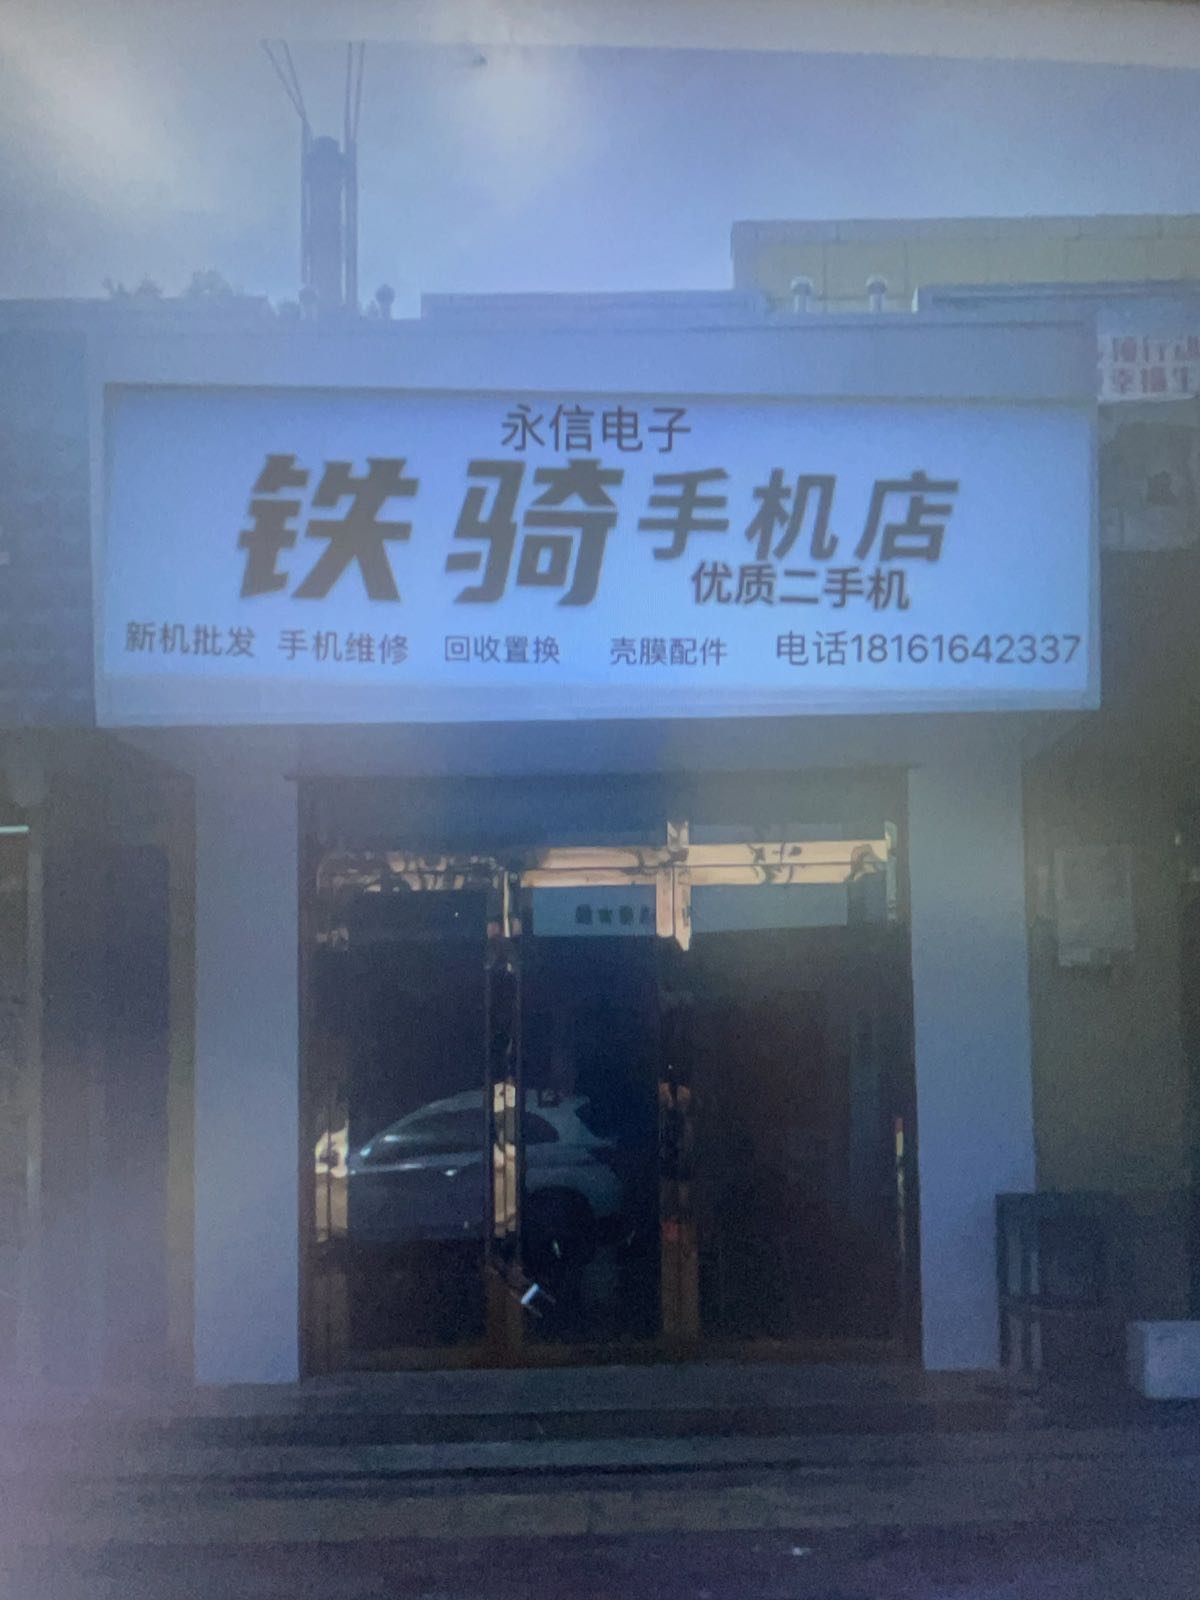 永信电子
铁骑手机店
优质二手机
新机批发 手机维修 回收置换 壳膜配件 电话18161642337